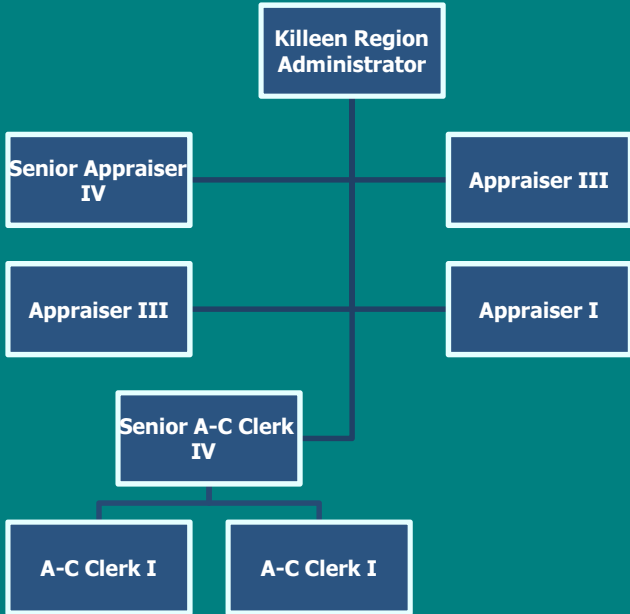 Killeen Region
Administrator
Senior Appraiser
IV
Appraiser III
Appraiser III
Appraiser I
Senior A-C Clerk
IV
A-C Clerk I
A-C Clerk I